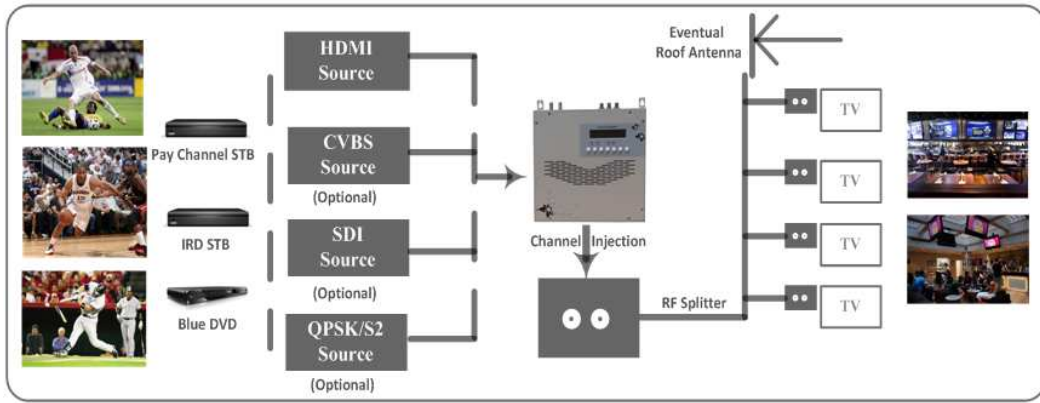 Pay Channel STB
IRD STB
Blue DVD
HDMI
Source
CVBS
Source
(Optional)
SDI
Source
(Optional)
QPSK/S2
Source
(Optional)
Channel Injection
RF Splitter
Eventual
Roof Antenna
TV
TV
TV
TV